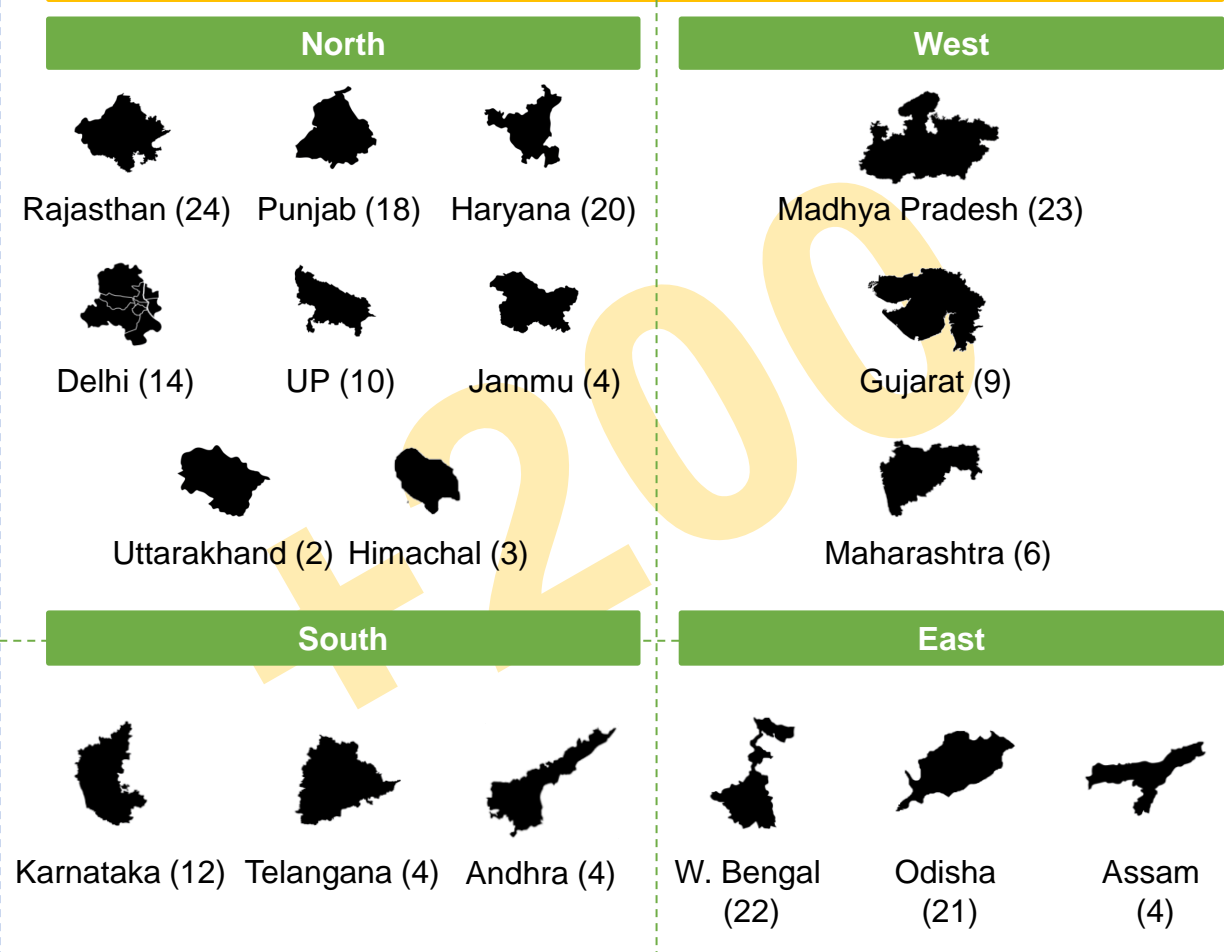 North
Rajasthan (24) Punjab (18) Haryana (20)
Delhi (14) UP (10) Jammu (4)
Uttarakhand (2) Himachal (3)
West
Madhya Pradesh (23)
Gujarat (9)
Maharashtra (6)
South
Karnataka (12) Telangana (4) Andhra (4)
East
W. Bengal (22)
Odisha (21)
Assam (4)
+200